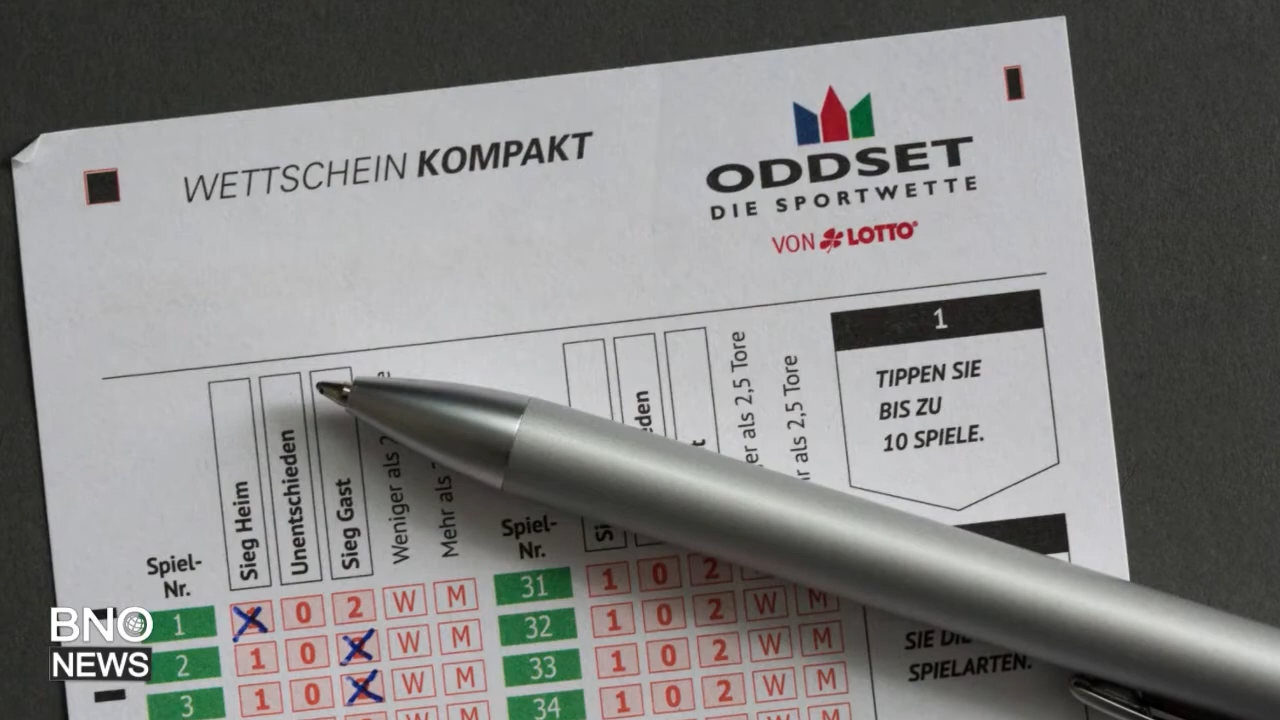 WETTSCHEIN KOMPAKT
ODDSET
DIE SPORTWETTE
VON LOTTO
1
TIPPEN SIE
BIS ZU
10 SPIELE.
Spiel-
Nr.
Sieg Heim
Unentschieden
Sieg Gast
Weniger als
Mehr als
Spiel-
Nr.
als 2,5 Tore
als 2,5 Tore
1 0 2 W M
31 1 0 2
2 1 0 W M
32 1 0 2 W M
3 1 0 W M
33 1 0 2 W M
34 1 0 2 W M
SIE
SPIELARTEN.
BNO
NEWS